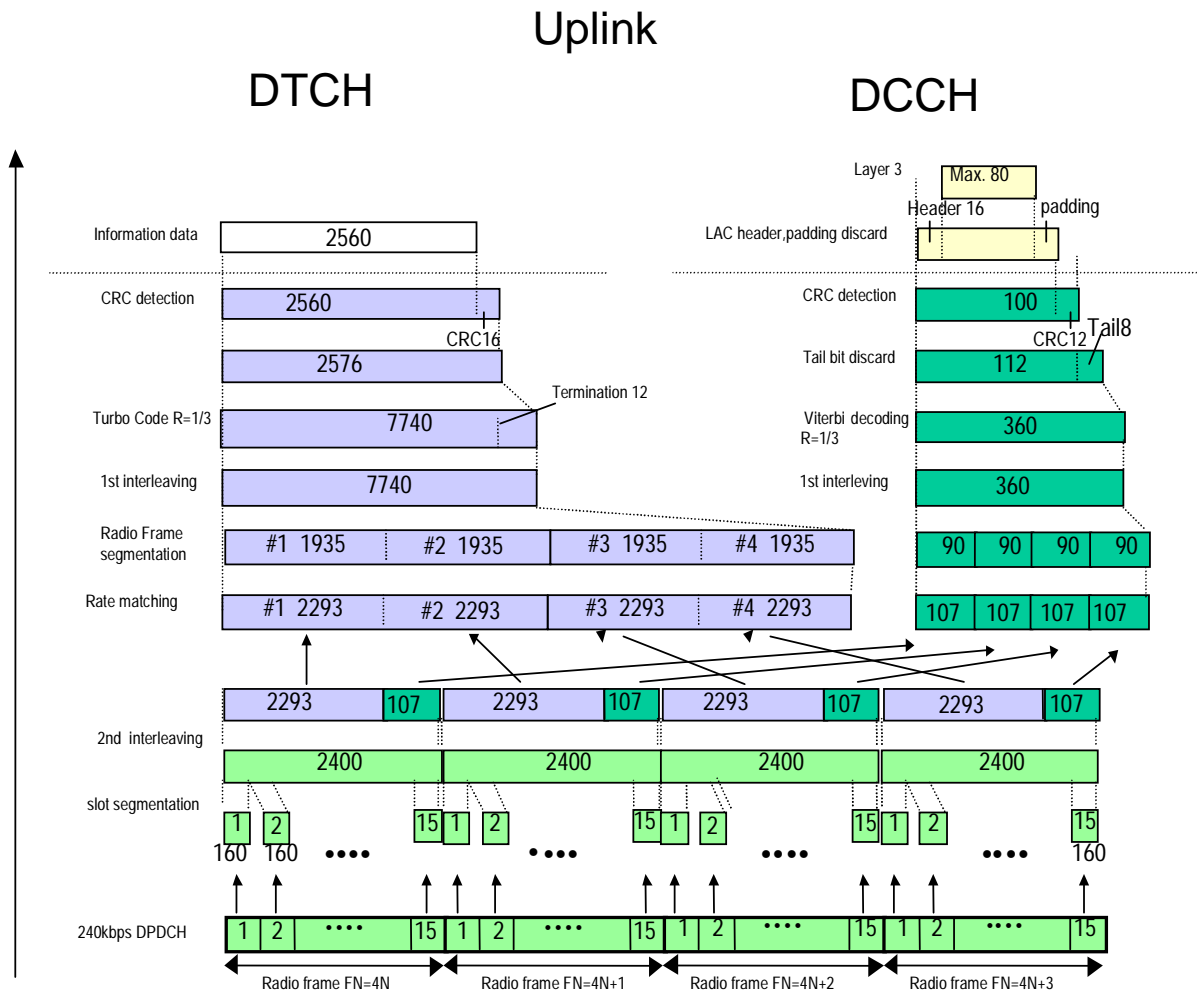 Uplink
DTCH
DCCH
Layer 3
Max. 80
Header 16
padding
Information data
2560
LAC header,padding discard
CRC detection
2560
CRC detection
100
CRC16
CRC12
Tail8
2576
Tail bit discard
112
Termination 12
Turbo Code R=1/3
7740
Viterbi decoding
R=1/3
360
1st interleaving
7740
1st interleving
360
Radio Frame
segmentation
#1 1935
#2 1935
#3 1935
#4 1935
90
90
90
90
Rate matching
#1 2293
#2 2293
#3 2293
#4 2293
107
107
107
107
2293
107
2293
107
2293
107
2293
107
2nd interleaving
2400
2400
2400
2400
slot segmentation
1
2
15
1
2
15
1
2
15
1
2
15
160
160
••••
••••
••••
••••
160
240kbps DPDCH
1
2
••••
15
1
2
••••
15
1
2
••••
15
1
2
••••
15
Radio frame FN=4N
Radio frame FN=4N+1
Radio frame FN=4N+2
Radio frame FN=4N+3